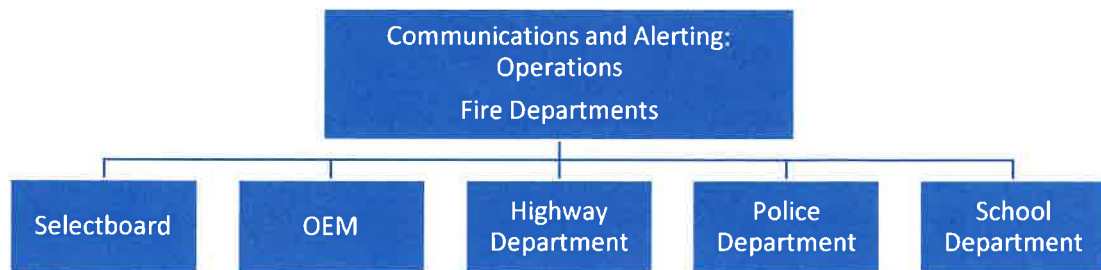 Communications and Alerting:
Operations
Fire Departments
Selectboard
OEM
Highway
Department
Police
Department
School
Department